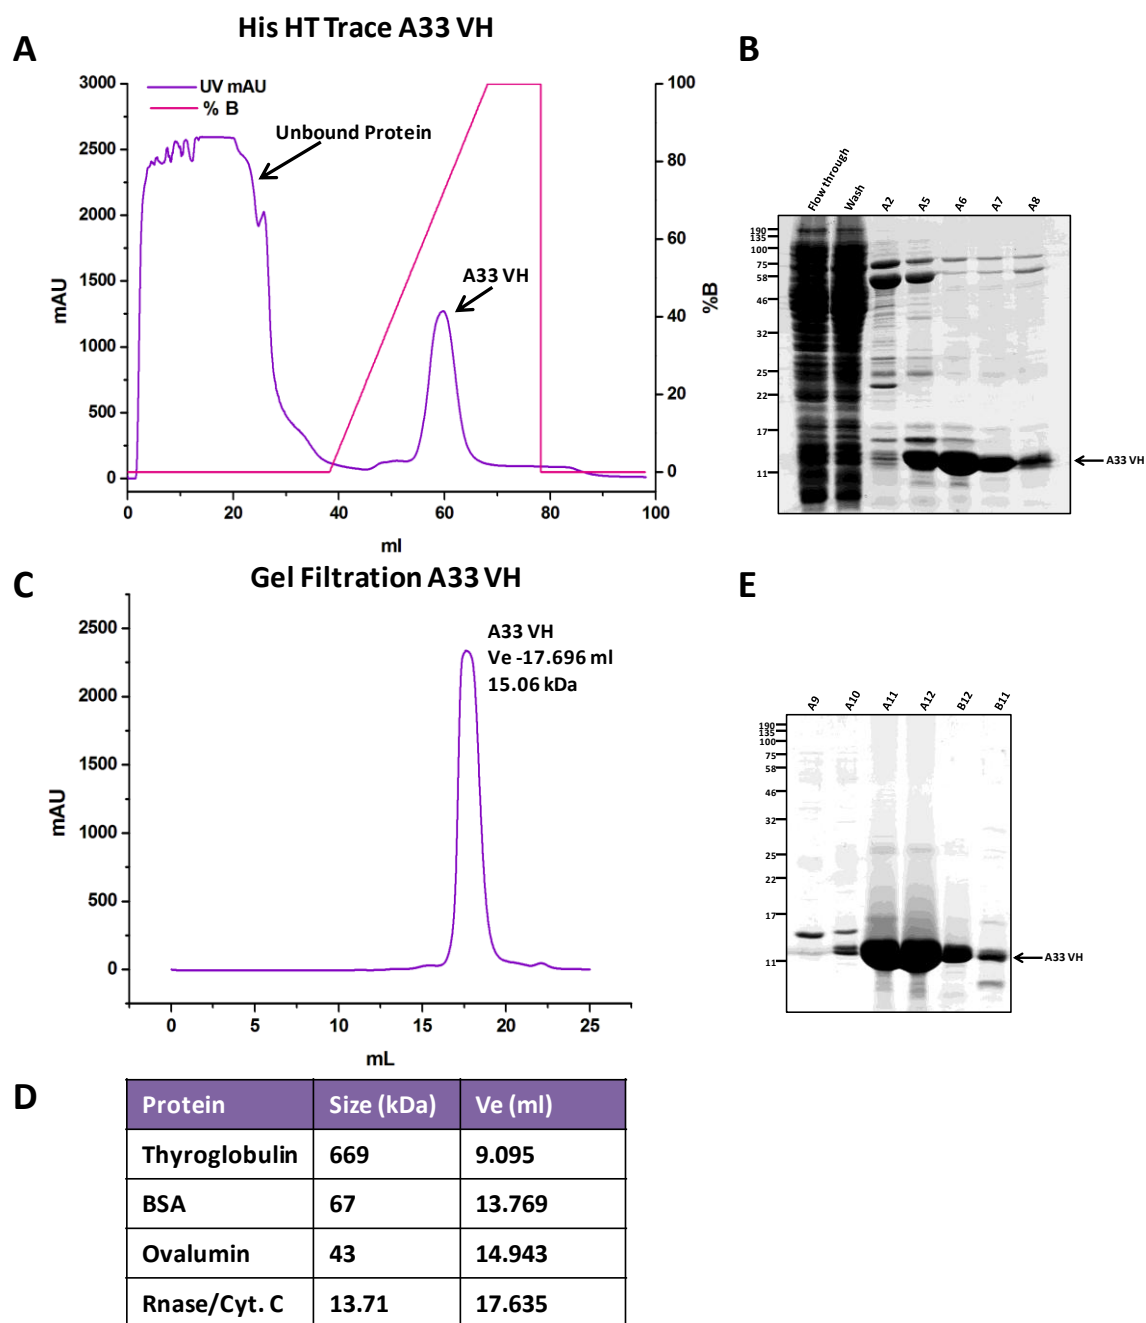 A
His HT Trace A33 VH
UV mAU
% B
Unbound Protein
A33 VH
3000
2500
2000
1500
1000
500
0
mAU
100
80
60
40
20
0
%B
0 20 40 60 80 100
ml
B
Flow through Wash A2 A5 A6 A7 A8
190
135
100
75
58
46
32
25
22
17
11
A33 VH
C
Gel Filtration A33 VH
A33 VH
Ve -17.696 ml
15.06 kDa
2500
2000
1500
1000
500
0
mAU
0 5 10 15 20 25
mL
E
A9 A10 A11 A12 B12 B11
190
135
100
75
58
46
32
25
22
17
11
A33 VH
D
Protein Size (kDa) Ve (ml)
Thyroglobulin 669 9.095
BSA 67 13.769
Ovalumin 43 14.943
Rnase/Cyt. C 13.71 17.635